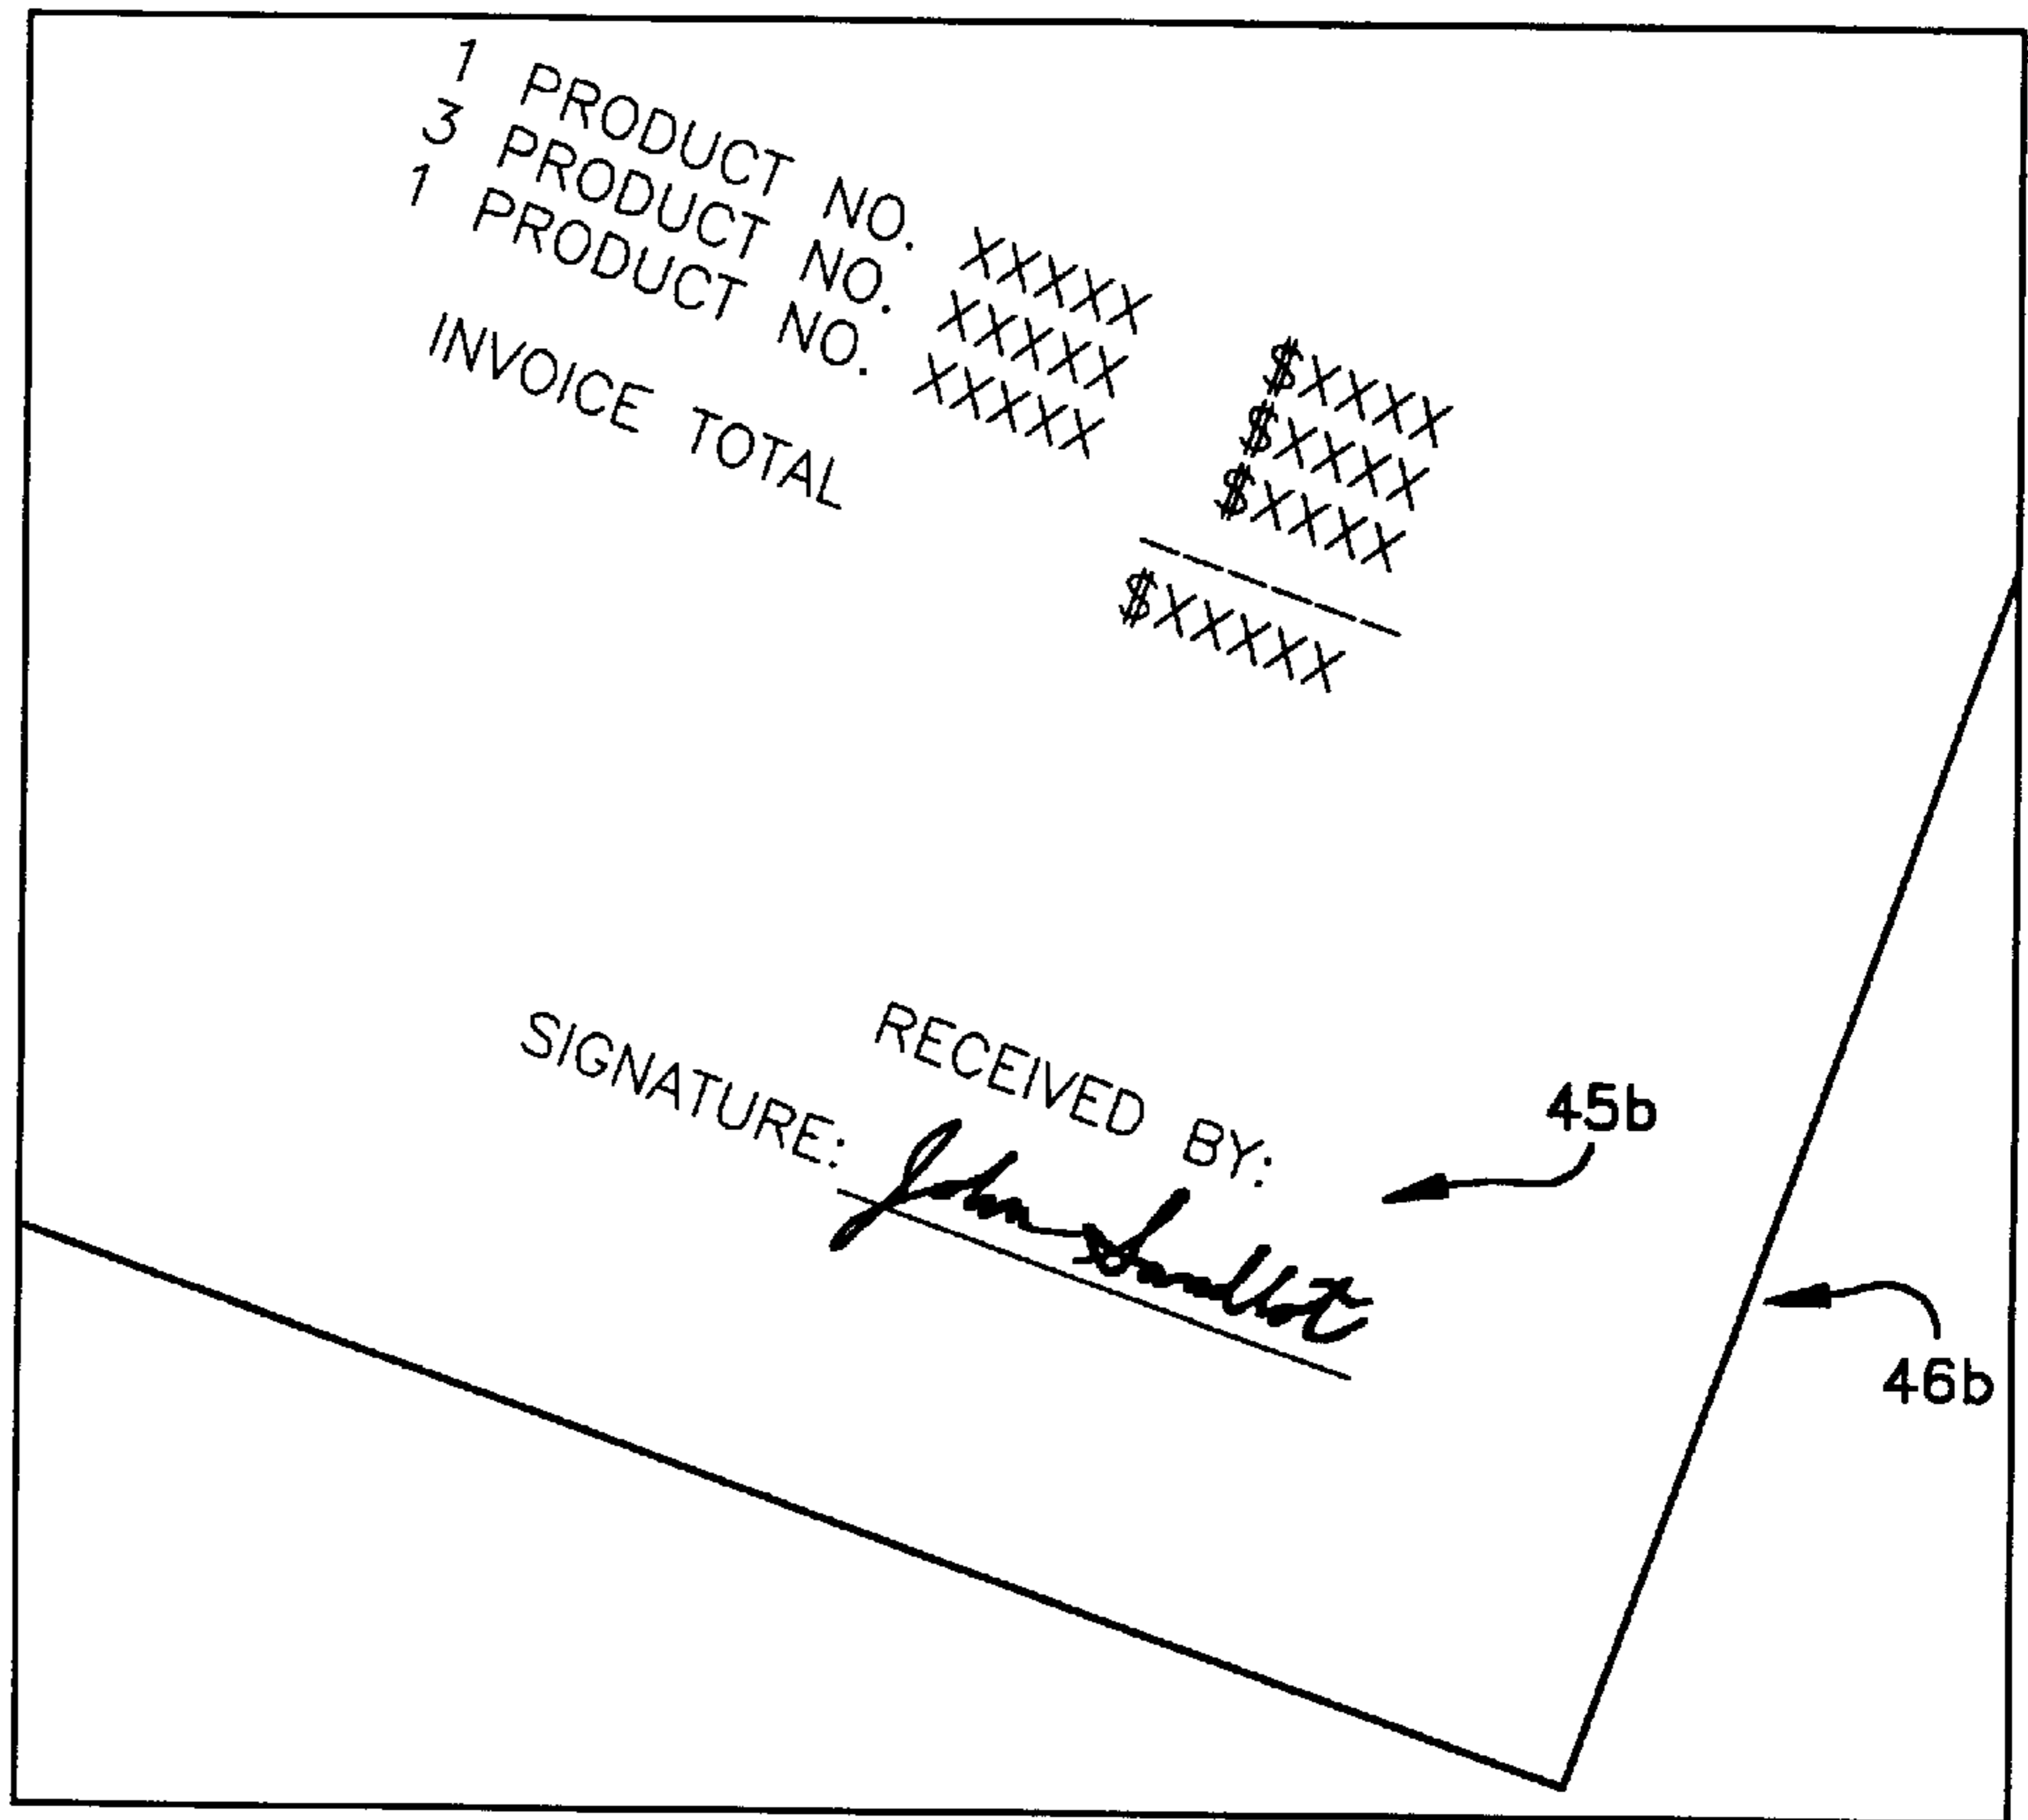 1 PRODUCT NO. XXXXX $XXXX
3 PRODUCT NO. XXXXX $XXXX
1 PRODUCT NO. XXXXX $XXXX
INVOICE TOTAL $XXXXX
RECEIVED BY:
SIGNATURE: John
45b
46b